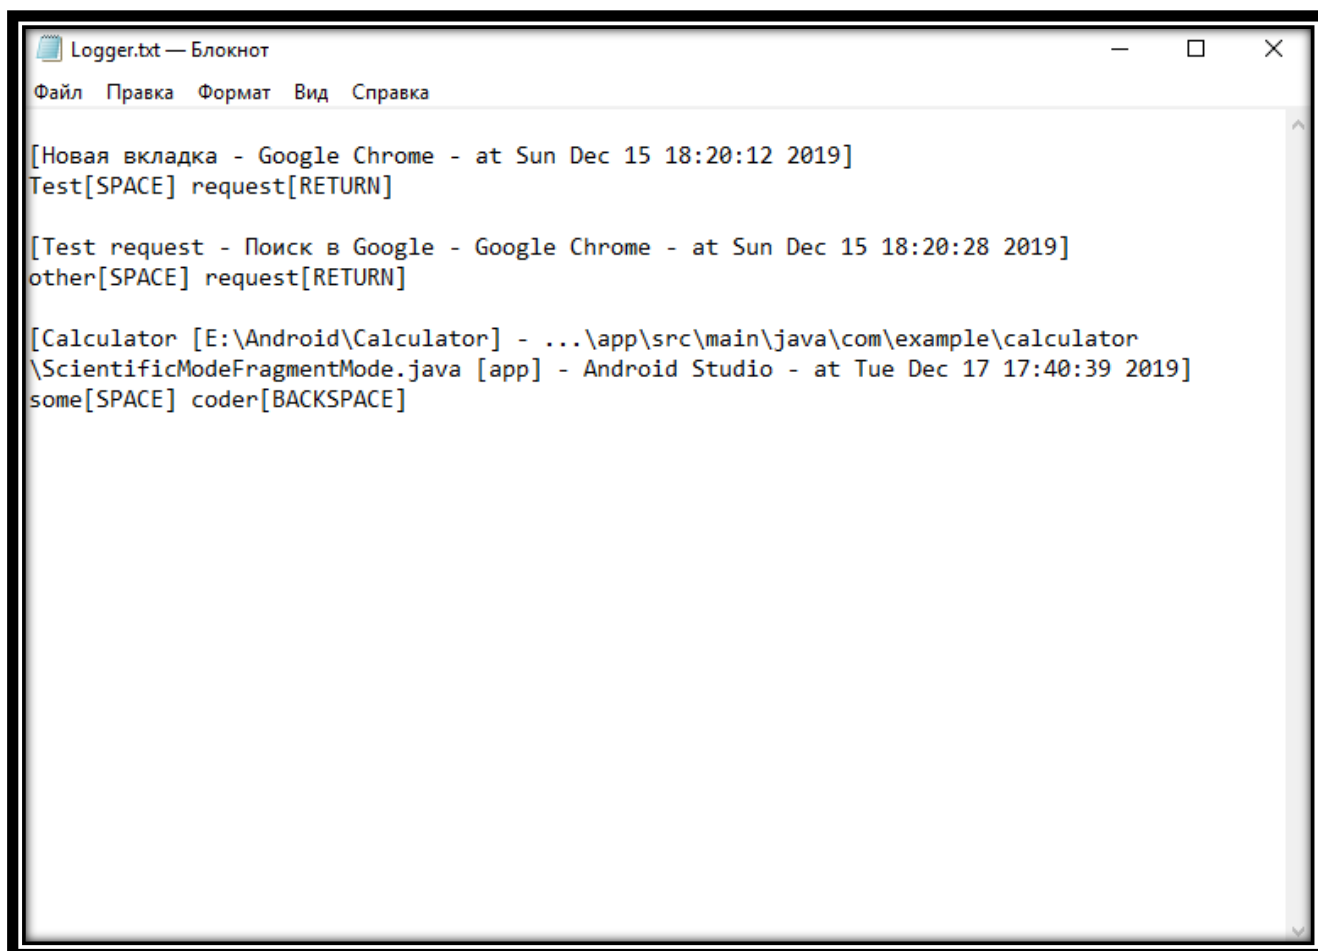 Logger.txt — Блокнот
Файл Правка Формат Вид Справка
[Новая вкладка - Google Chrome - at Sun Dec 15 18:20:12 2019]
Test[SPACE] request[RETURN]
[Test request - Поиск в Google - Google Chrome - at Sun Dec 15 18:20:28 2019]
other[SPACE] request[RETURN]
[Calculator [E:\Android\Calculator] - ...\app\src\main\java\com\example\calculator
\ScientificModeFragmentMode.java [app] - Android Studio - at Tue Dec 17 17:40:39 2019]
some[SPACE] coder[BACKSPACE]